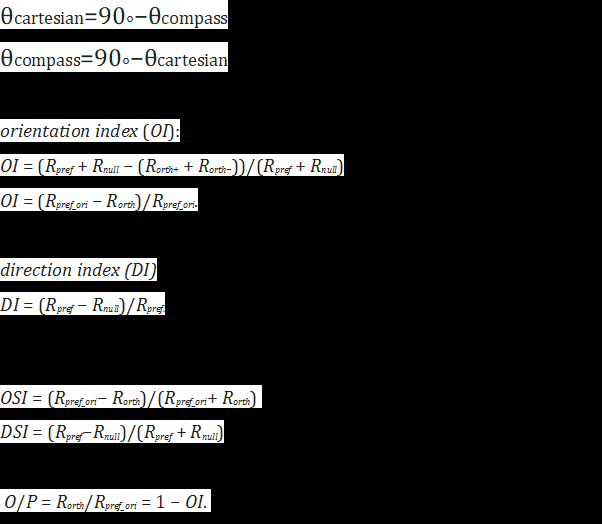 θcartesian=90∘−θcompass
θcompass=90∘−θcartesian
orientation index (OI):
OI = (Rpref + Rnull − (Rorth+ + Rorth−))/(Rpref + Rnull)
OI = (Rpref_ori − Rorth)/Rpref_ori.
direction index (DI)
DI = (Rpref − Rnull)/Rpref.
OSI = (Rpref_ori− Rorth)/(Rpref_ori+ Rorth)
DSI = (Rpref−Rnull)/(Rpref + Rnull)
O/P = Rorth/Rpref_ori = 1 − OI.